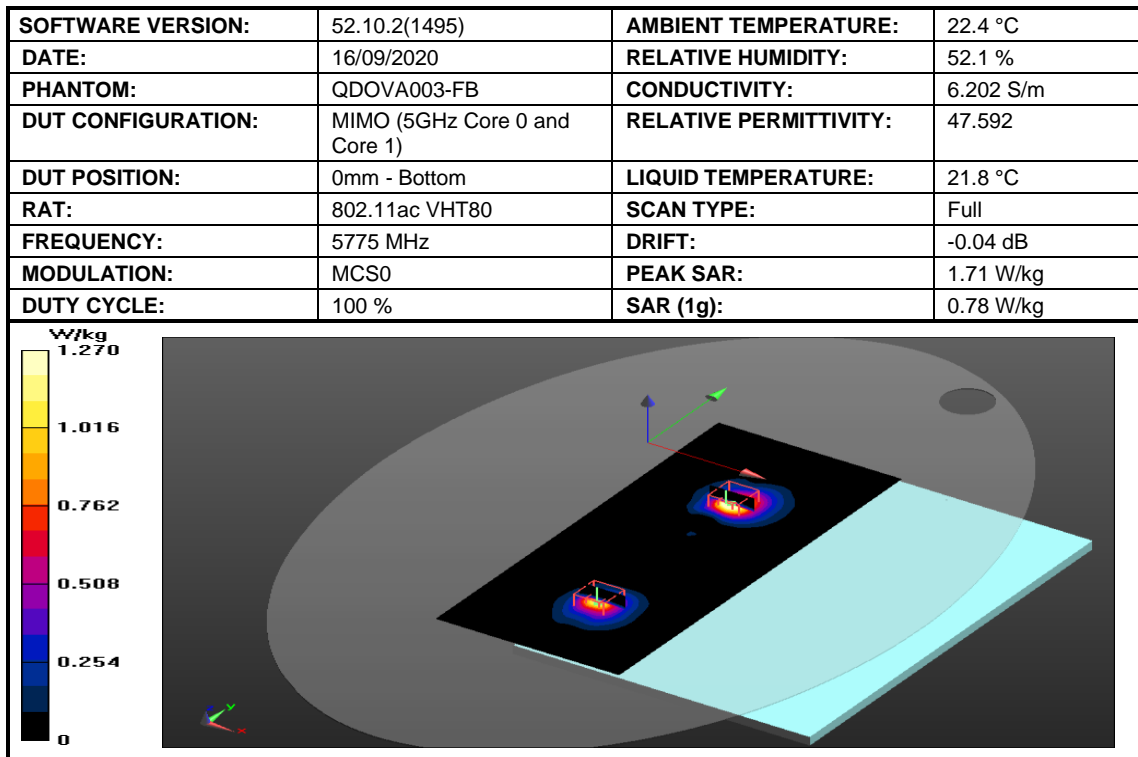 SOFTWARE VERSION: 52.10.2(1495) AMBIENT TEMPERATURE: 22.4 °C
DATE: 16/09/2020 RELATIVE HUMIDITY: 52.1 %
PHANTOM: QDOVA003-FB CONDUCTIVITY: 6.202 S/m
DUT CONFIGURATION: MIMO (5GHz Core 0 and Core 1) RELATIVE PERMITTIVITY: 47.592
DUT POSITION: 0mm - Bottom LIQUID TEMPERATURE: 21.8 °C
RAT: 802.11ac VHT80 SCAN TYPE: Full
FREQUENCY: 5775 MHz DRIFT: -0.04 dB
MODULATION: MCS0 PEAK SAR: 1.71 W/kg
DUTY CYCLE: 100 % SAR (1g): 0.78 W/kg
W/kg
1.270
1.016
0.762
0.508
0.254
0
z
y
x